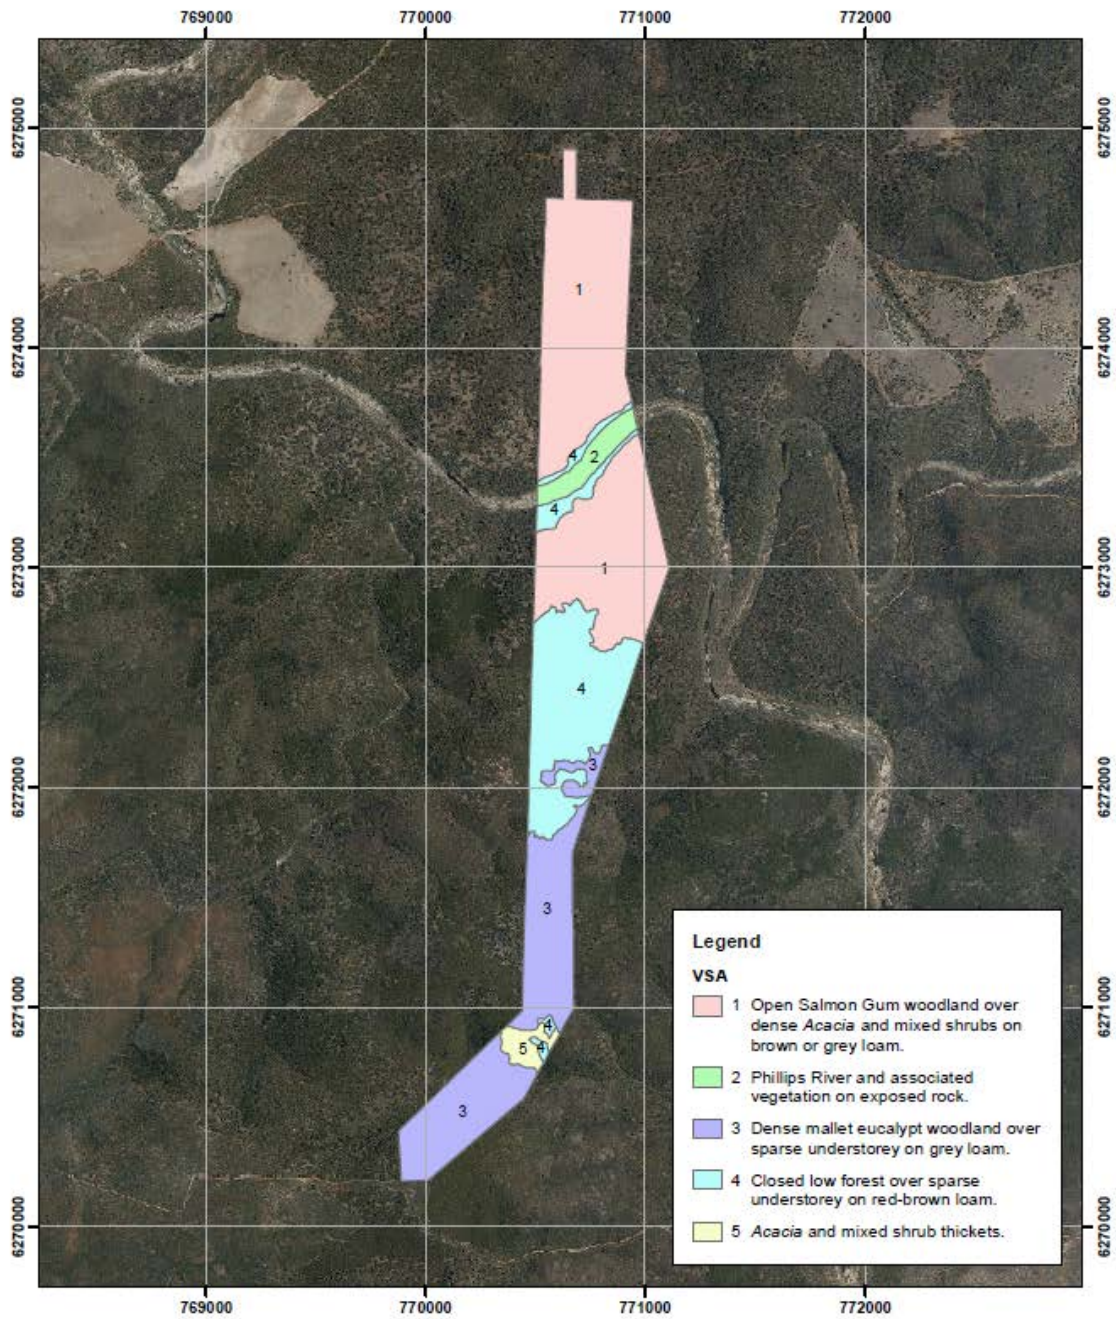 769000 770000 771000 772000
6275000 6275000
1
6274000 6274000
4
2
4
6273000 6273000
1
4
3
6272000 6272000
3
6271000 6271000
4
5 4
3
6270000 6270000
Legend
VSA
1 Open Salmon Gum woodland over
dense Acacia and mixed shrubs on
brown or grey loam.
2 Phillips River and associated
vegetation on exposed rock.
3 Dense mallet eucalypt woodland over
sparse understorey on grey loam.
4 Closed low forest over sparse
understorey on red-brown loam.
5 Acacia and mixed shrub thickets.
769000 770000 771000 772000